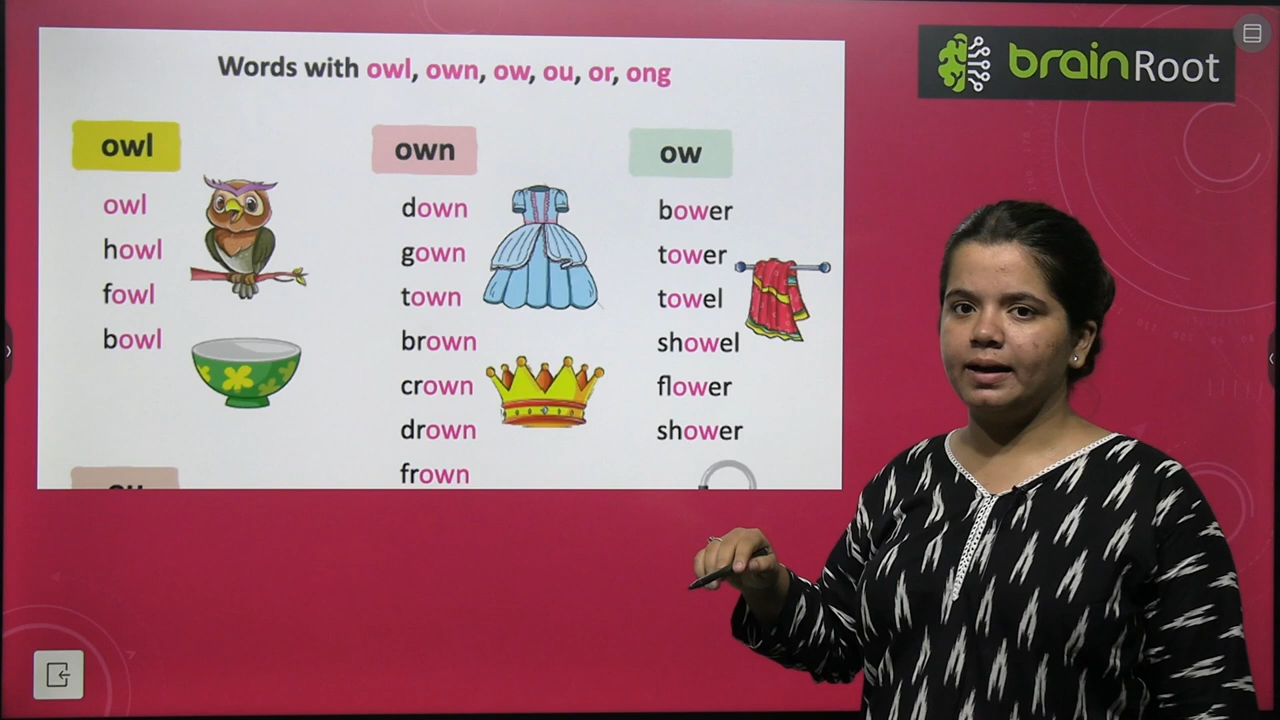 brainRoot
Words with owl, own, ow, ou, or, ong
owl
owl
howl
fowl
bowl
own
down
gown
town
brown
crown
drown
frown
ow
bower
tower
towel
showel
flower
shower